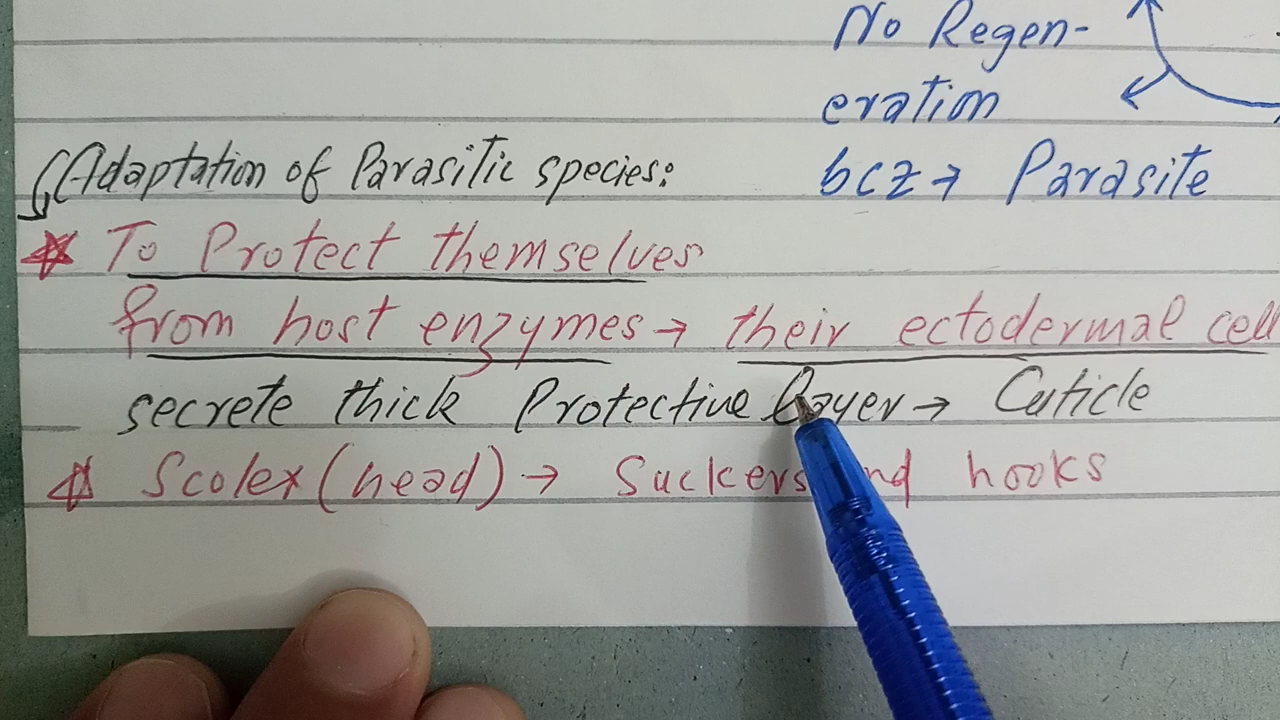 No Regen-
eration
bcz → Parasite
Adaptation of Parasitic species:
To Protect themselves
from host enzymes → their ectodermal cell
secrete thick Protective layer → Cuticle
Scolex (head) → Suckers and hooks